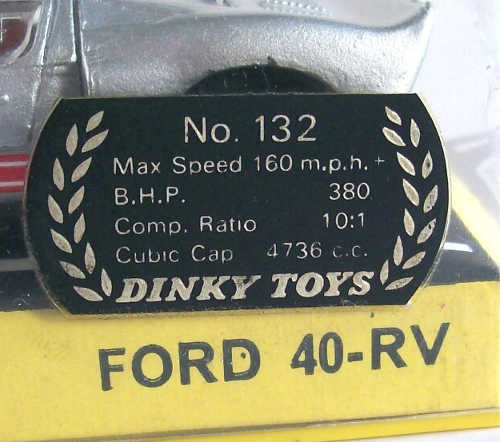 No. 132
Max Speed 160 m.p.h. +
B.H.P. 380
Comp. Ratio 10:1
Cubic Cap 4736 c.c.
DINKY TOYS
FORD 40-RV